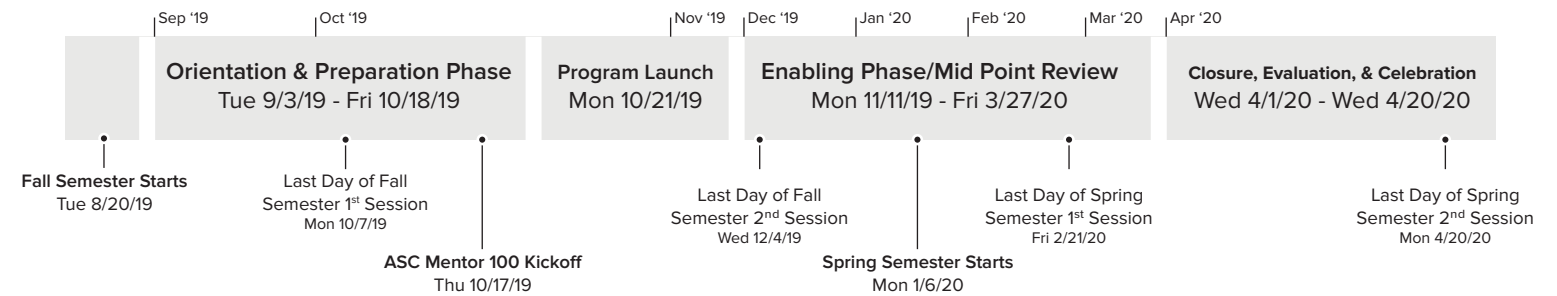 Sep ‘19
Oct ‘19
Nov ‘19
Dec ‘19
Jan ‘20
Feb ‘20
Mar ‘20
Apr ‘20
Orientation & Preparation Phase
Tue 9/3/19 - Fri 10/18/19
Program Launch
Mon 10/21/19
Enabling Phase/Mid Point Review
Mon 11/11/19 - Fri 3/27/20
Closure, Evaluation, & Celebration
Wed 4/1/20 - Wed 4/20/20
Fall Semester Starts
Tue 8/20/19
Last Day of Fall
Semester 1st Session
Mon 10/7/19
ASC Mentor 100 Kickoff
Thu 10/17/19
Last Day of Fall
Semester 2nd Session
Wed 12/4/19
Spring Semester Starts
Mon 1/6/20
Last Day of Spring
Semester 1st Session
Fri 2/21/20
Last Day of Spring
Semester 2nd Session
Mon 4/20/20